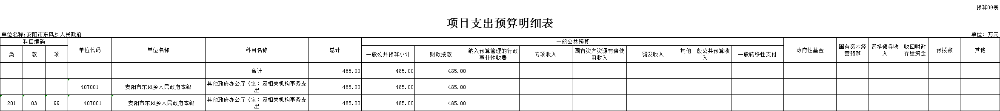 预算09表
项目支出预算明细表
单位名称:安阳市东风乡人民政府 单位：万元
科目编码 单位代码 单位名称 科目名称 总计 一般公共预算 政府性基金 国有资本经营预算 置换债券收入 收回财政存量资金 预拨款 其他
类 款 项 一般公共预算小计 财政拨款 纳入预算管理的行政事业性收费 专项收入 国有资产资源有偿使用收入 罚没收入 其他一般公共预算收入 一般转移性支付
合计 485.00 485.00 485.00
407001 安阳市东风乡人民政府本级 其他政府办公厅（室）及相关机构事务支出 485.00 485.00 485.00
201 03 99 407001 安阳市东风乡人民政府本级 其他政府办公厅（室）及相关机构事务支出 485.00 485.00 485.00